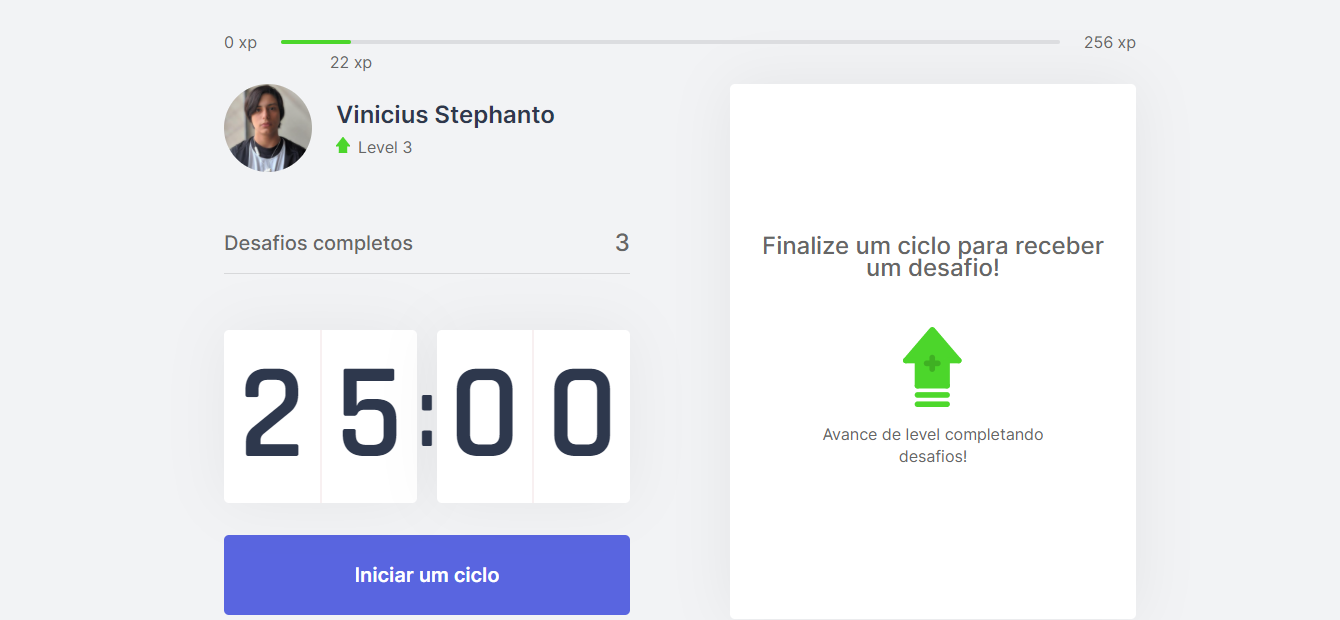 0 xp
256 xp
22 xp
Vinicius Stephanto
Level 3
Desafios completos
3
25:00
Iniciar um ciclo
Finalize um ciclo para receber
um desafio!
Avance de level completando
desafios!